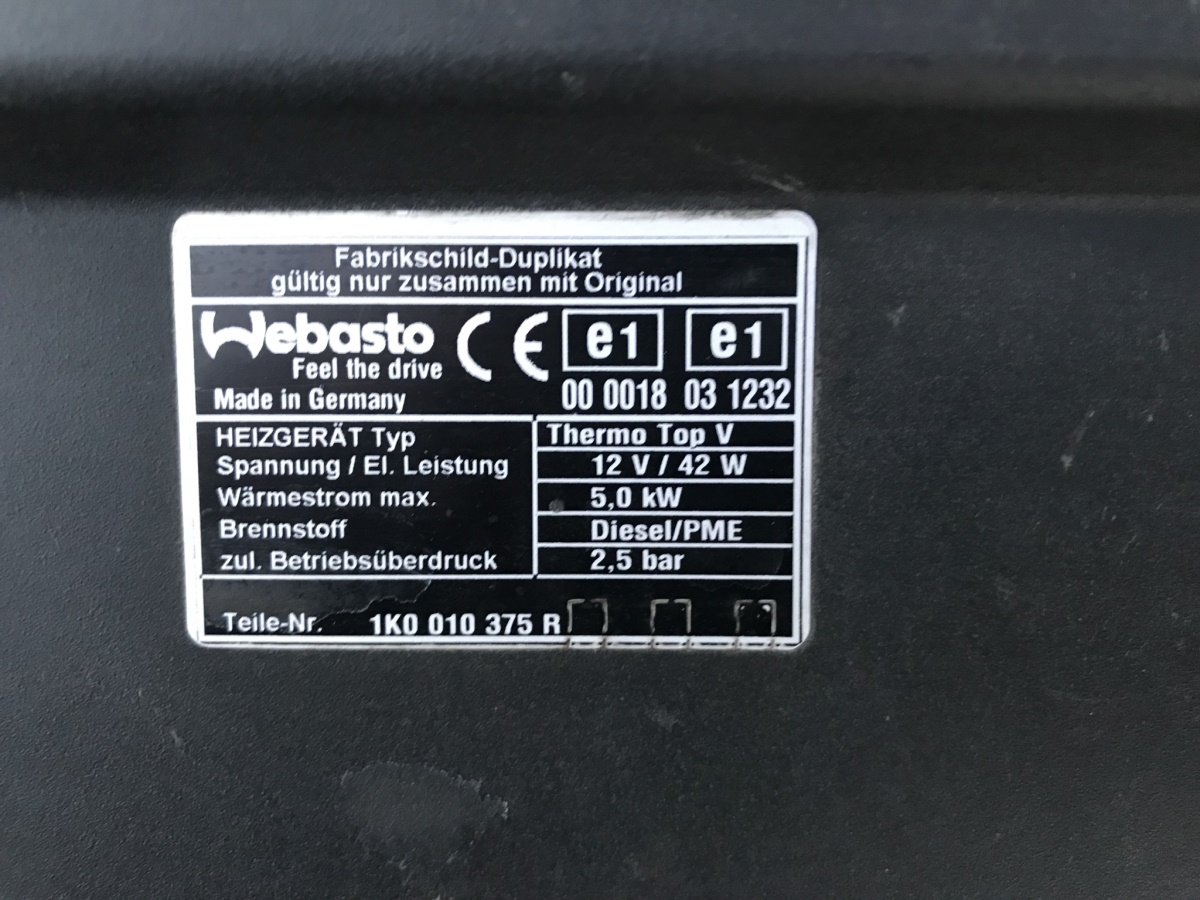 Fabrikschild-Duplikat
gültig nur zusammen mit Original
Webasto CE e1 e1
Feel the drive
Made in Germany 00 0018 03 1232
HEIZGERÄT Typ Thermo Top V
Spannung / El. Leistung 12 V / 42 W
Wärmestrom max. 5,0 kW
Brennstoff Diesel/PME
zul. Betriebsüberdruck 2,5 bar
Teile-Nr. 1K0 010 375 R